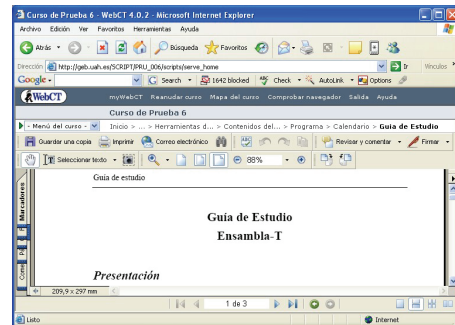 Curso de Prueba 6 - WebCT 4.0.2 - Microsoft Internet Explorer
Archivo Edición Ver Favoritos Herramientas Ayuda
Atrás Búsqueda Favoritos
Dirección http://geb.uah.es/SCRIPT/PRU_006/scripts/serve_home Ir Vínculos
Google Search 1642 blocked Check AutoLink Options
WebCT myWebCT Reanudar curso Mapa del curso Comprobar navegador Salida Ayuda
Curso de Prueba 6
- Menú del curso - Inicio > ... > Herramientas d... > Contenidos del... > Programa > Calendario > Guia de Estudio
Guardar una copia Imprimir Correo electrónico Revisar y comentar Firmar
Seleccionar texto 88%
Marcadores
Guía de estudio
Guía de Estudio
Ensambla-T
Presentación
209,9 x 297 mm
1 de 3
Listo Internet